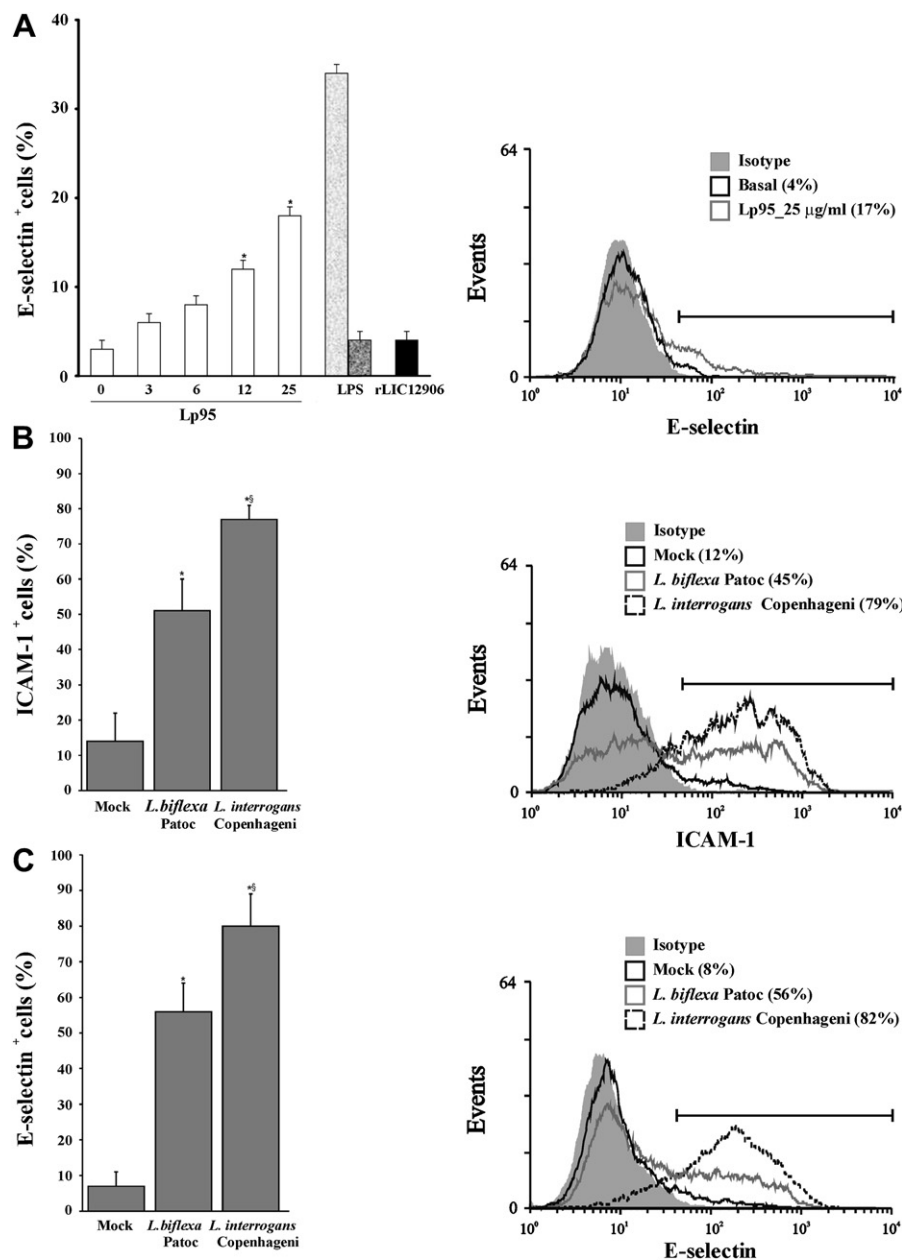 A
E-selectin +cells (%)
40
30
20
10
0
0 3 6 12 25 LPS rLIC12906
Lp95
* *
64
Events
0
Isotype
Basal (4%)
Lp95_25 μg/ml (17%)
10⁰ 10¹ 10² 10³ 10⁴
E-selectin
B
ICAM-1 +cells (%)
100
90
80
70
60
50
40
30
20
10
0
*
*§
Mock L.biflexa Patoc L. interrogans Copenhageni
64
Events
0
Isotype
Mock (12%)
L. biflexa Patoc (45%)
L. interrogans Copenhageni (79%)
10⁰ 10¹ 10² 10³ 10⁴
ICAM-1
C
E-selectin +cells (%)
100
90
80
70
60
50
40
30
20
10
0
*
*§
Mock L.biflexa Patoc L. interrogans Copenhageni
64
Events
0
Isotype
Mock (8%)
L. biflexa Patoc (56%)
L. interrogans Copenhageni (82%)
10⁰ 10¹ 10² 10³ 10⁴
E-selectin